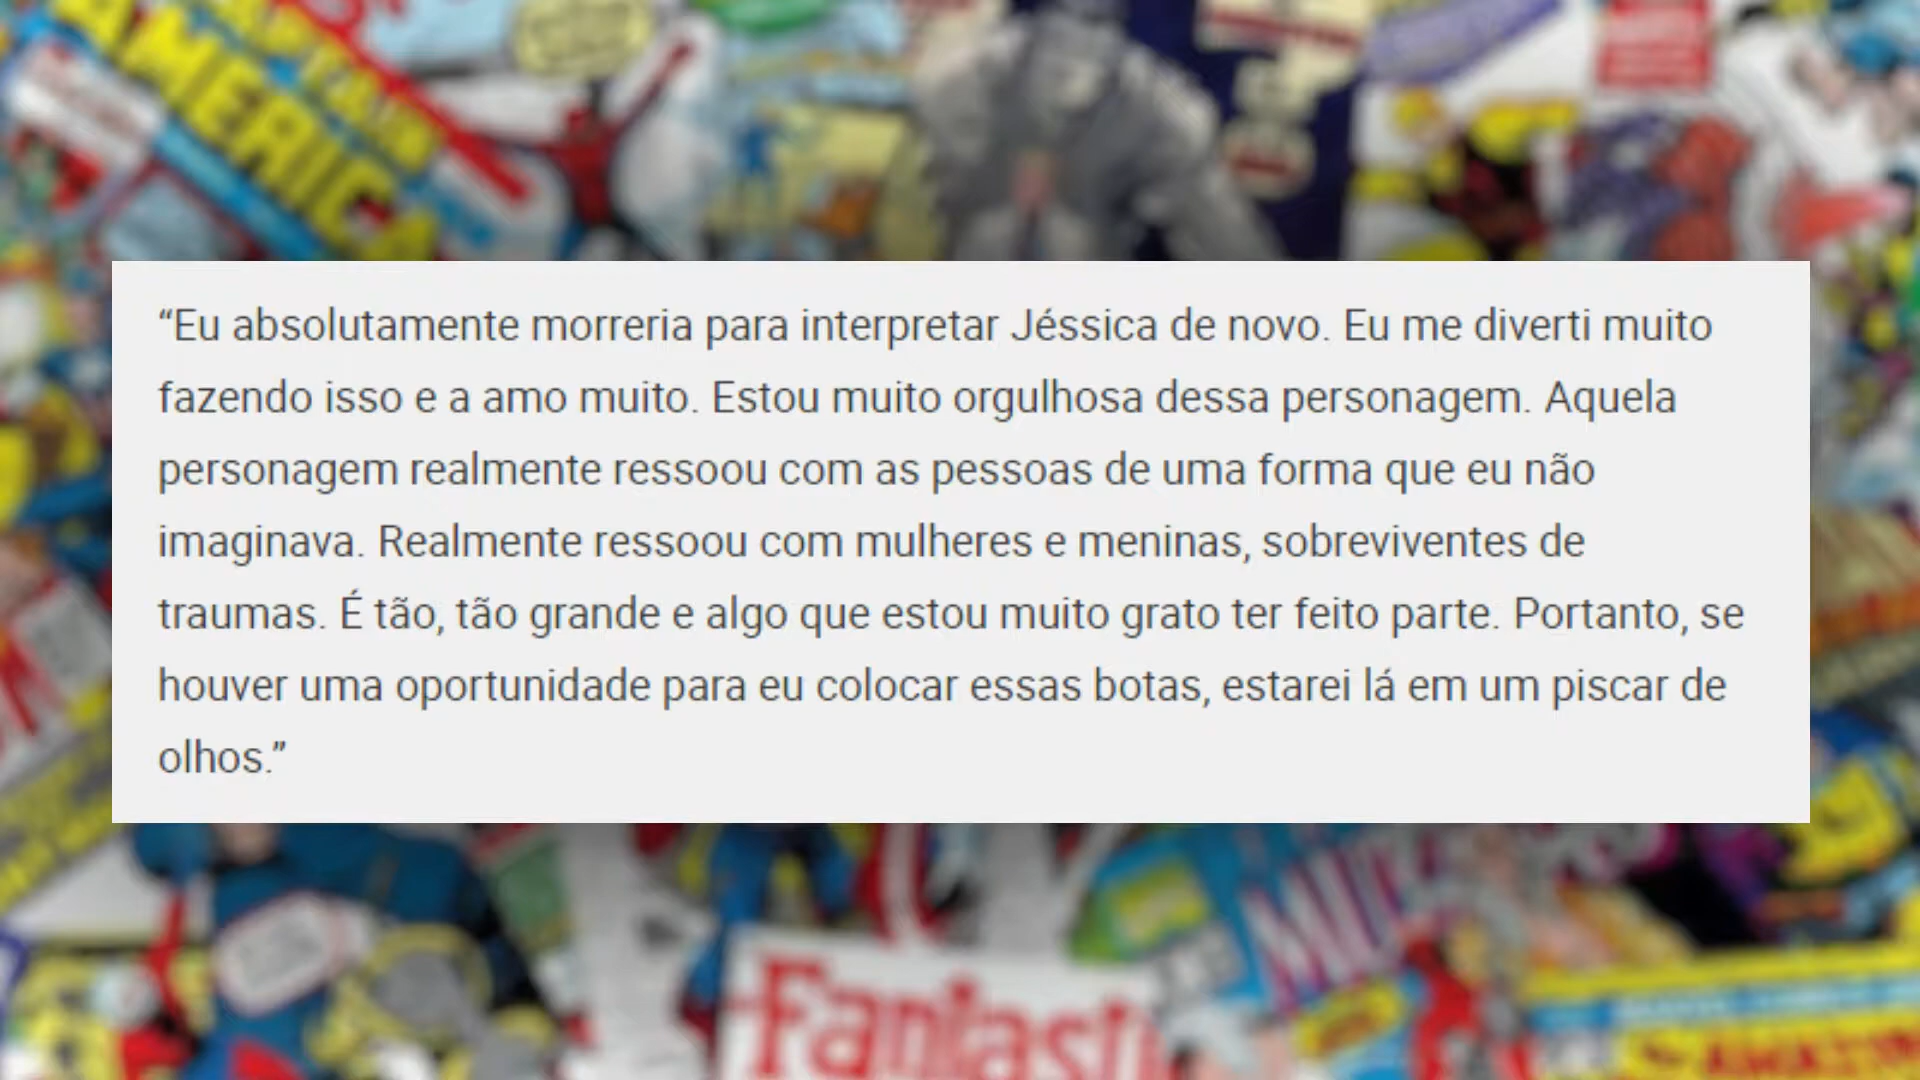 CAPTAIN
AMERICA
“Eu absolutamente morreria para interpretar Jéssica de novo. Eu me diverti muito
fazendo isso e a amo muito. Estou muito orgulhosa dessa personagem. Aquela
personagem realmente ressoou com as pessoas de uma forma que eu não
imaginava. Realmente ressoou com mulheres e meninas, sobreviventes de
traumas. É tão, tão grande e algo que estou muito grato ter feito parte. Portanto, se
houver uma oportunidade para eu colocar essas botas, estarei lá em um piscar de
olhos.”
Fantasti